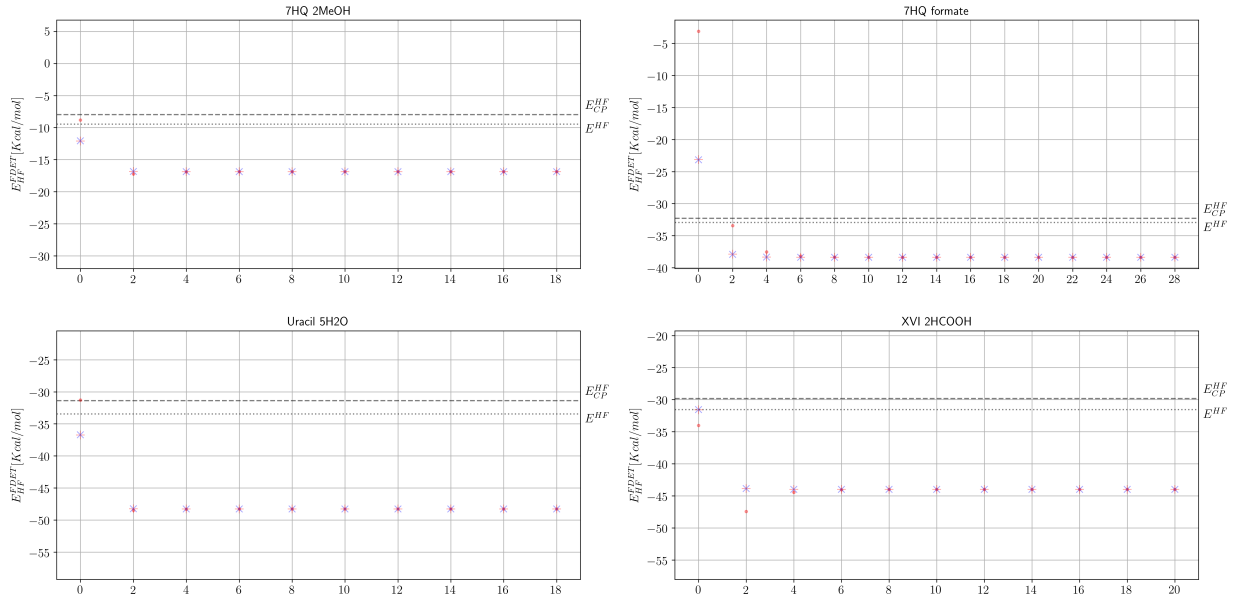 7HQ 2MeOH
5
0
−5
−10
−15
−20
−25
−30
E_{HF}^{FDET}[Kcal/mol]
E_{CP}^{HF}
E^{HF}
0 2 4 6 8 10 12 14 16 18
7HQ formate
−5
−10
−15
−20
−25
−30
−35
−40
E_{HF}^{FDET}[Kcal/mol]
E_{CP}^{HF}
E^{HF}
0 2 4 6 8 10 12 14 16 18 20 22 24 26 28
Uracil 5H2O
−25
−30
−35
−40
−45
−50
−55
E_{HF}^{FDET}[Kcal/mol]
E_{CP}^{HF}
E^{HF}
0 2 4 6 8 10 12 14 16 18
XVI 2HCOOH
−20
−25
−30
−35
−40
−45
−50
−55
E_{HF}^{FDET}[Kcal/mol]
E_{CP}^{HF}
E^{HF}
0 2 4 6 8 10 12 14 16 18 20